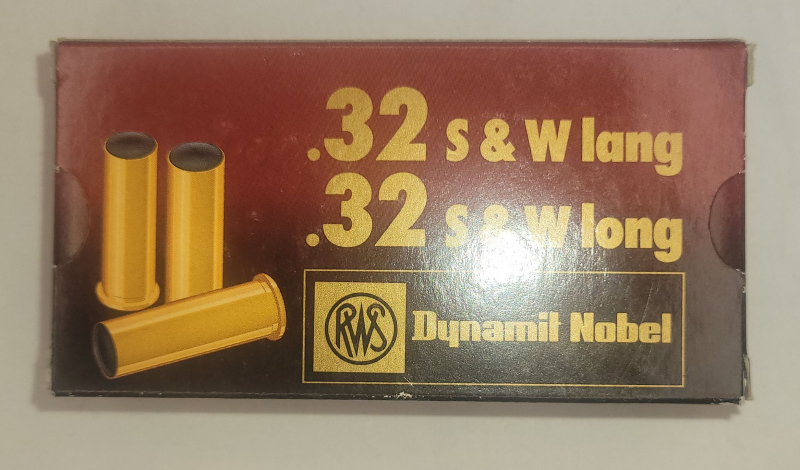 .32 S & W lang
.32 S & W long
RWS Dynamit Nobel